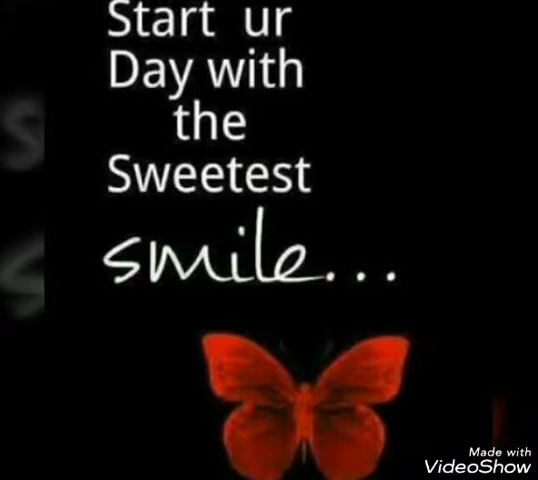 Start ur
Day with
the
Sweetest
smile...
Made with
VideoShow